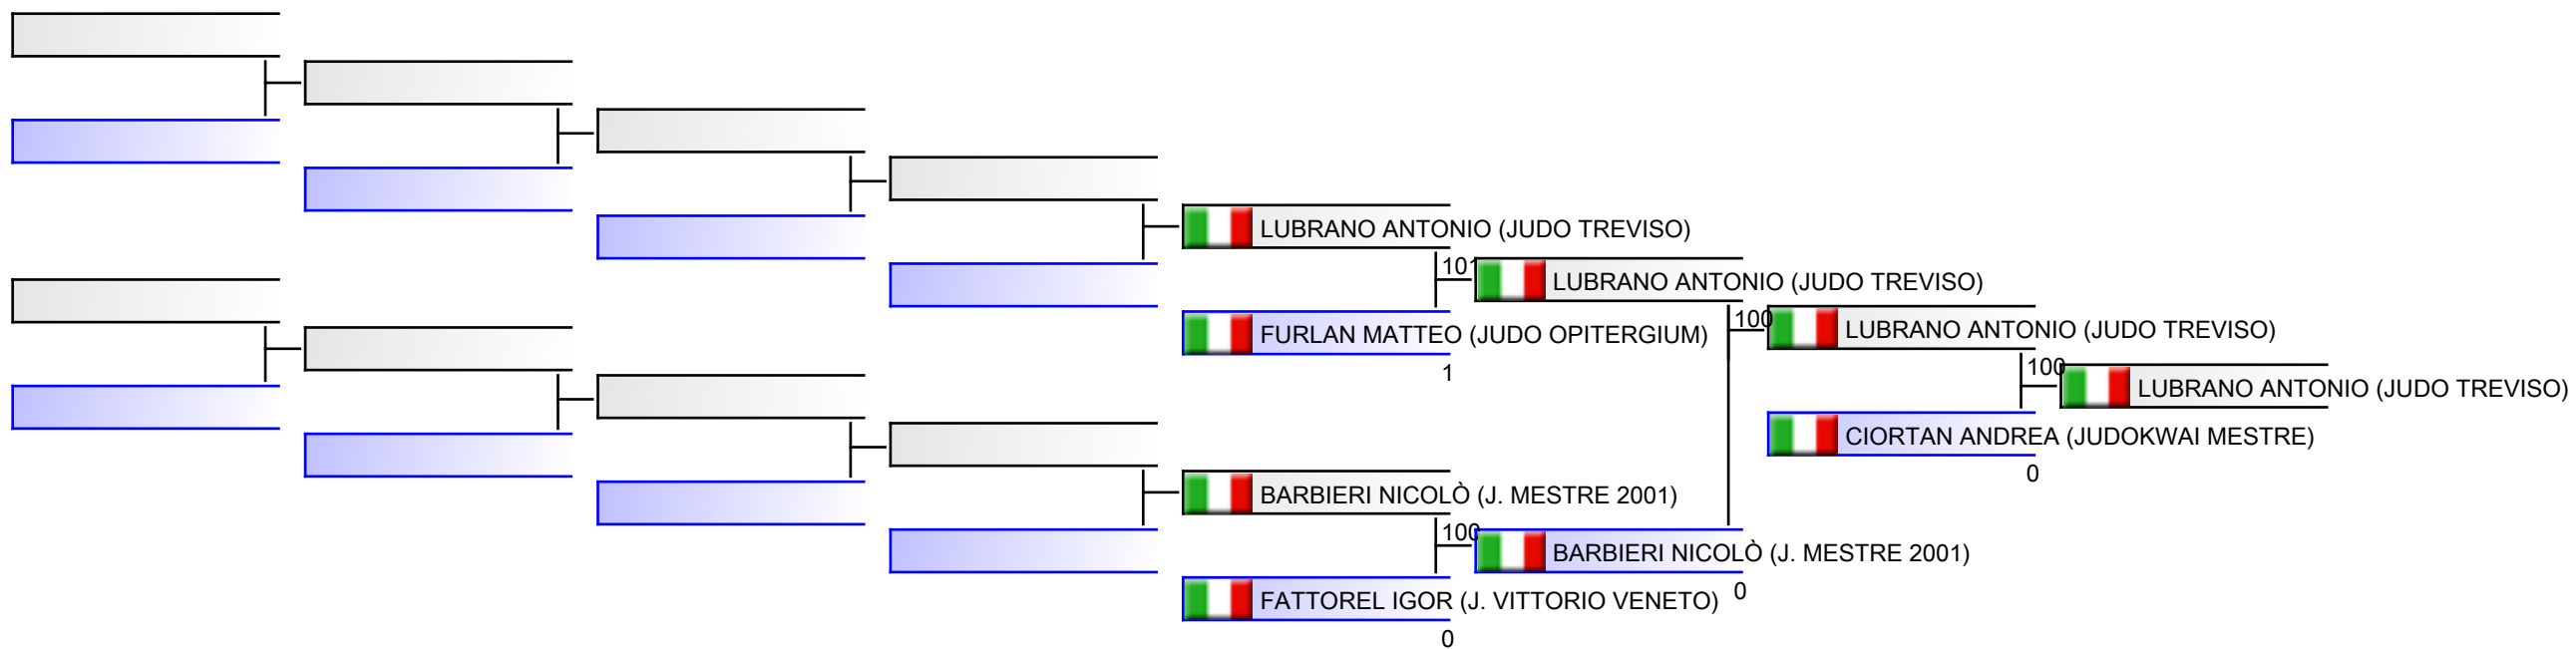 LUBRANO ANTONIO (JUDO TREVISO)
101
LUBRANO ANTONIO (JUDO TREVISO)
FURLAN MATTEO (JUDO OPITERGIUM)
1
100
LUBRANO ANTONIO (JUDO TREVISO)
100
LUBRANO ANTONIO (JUDO TREVISO)
CIORTAN ANDREA (JUDOKWAI MESTRE)
0
BARBIERI NICOLÒ (J. MESTRE 2001)
100
BARBIERI NICOLÒ (J. MESTRE 2001)
0
FATTOREL IGOR (J. VITTORIO VENETO)
0